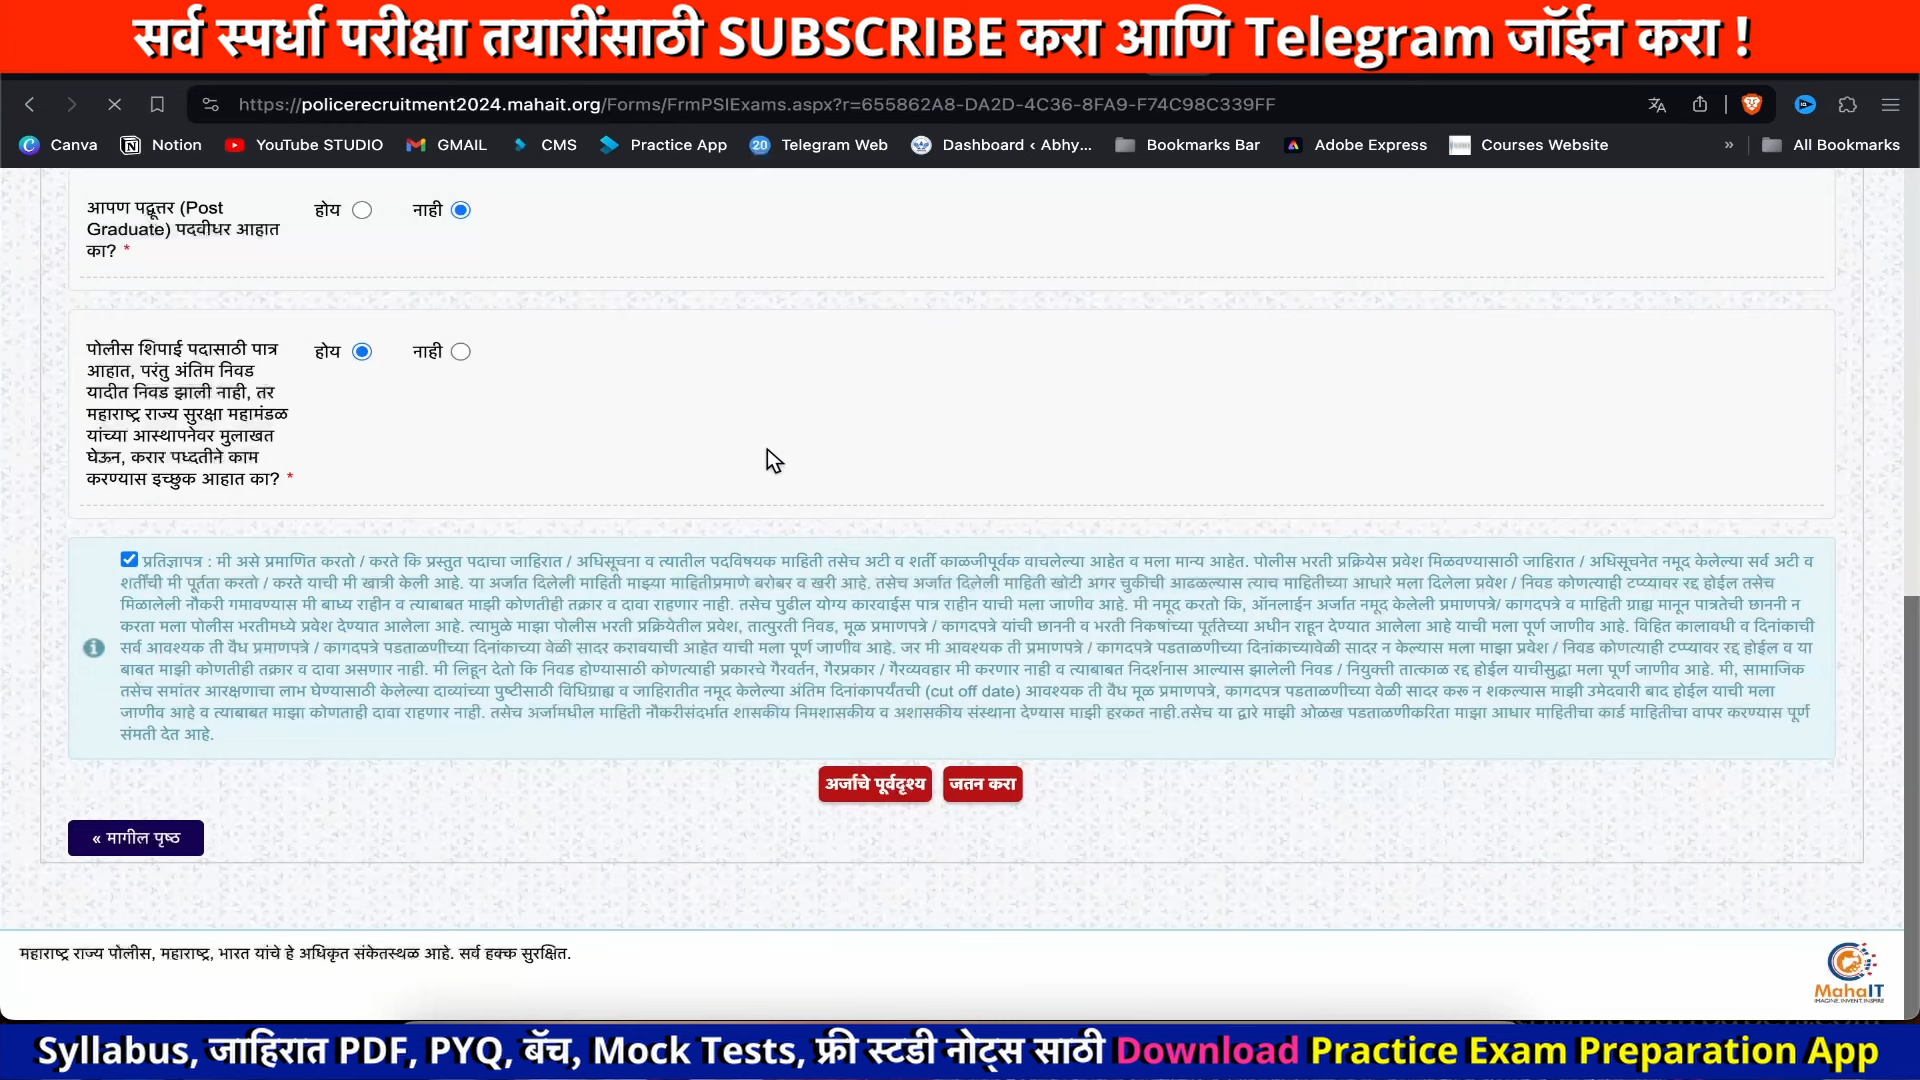 सर्व स्पर्धा परीक्षा तयारींसाठी SUBSCRIBE करा आणि Telegram जॉईन करा !
https://policerecruitment2024.mahait.org/Forms/FrmPSIExams.aspx?r=655862A8-DA2D-4C36-8FA9-F74C98C339FF
Canva Notion YouTube STUDIO GMAIL CMS Practice App 20 Telegram Web Dashboard ‹ Abhy... Bookmarks Bar Adobe Express Courses Website » All Bookmarks
आपण पद्वूत्तर (Post होय नाही
Graduate) पदवीधर आहात
का? *
पोलीस शिपाई पदासाठी पात्र होय नाही
आहात, परंतु अंतिम निवड
यादीत निवड झाली नाही, तर
महाराष्ट्र राज्य सुरक्षा महामंडळ
यांच्या आस्थापनेवर मुलाखत
घेऊन, करार पध्दतीने काम
करण्यास इच्छुक आहात का? *
प्रतिज्ञापत्र : मी असे प्रमाणित करतो / करते कि प्रस्तुत पदाचा जाहिरात / अधिसूचना व त्यातील पदविषयक माहिती तसेच अटी व शर्ती काळजीपूर्वक वाचलेल्या आहेत व मला मान्य आहेत. पोलीस भरती प्रक्रियेस प्रवेश मिळवण्यासाठी जाहिरात / अधिसूचनेत नमूद केलेल्या सर्व अटी व
शर्तींची मी पूर्तता करतो / करते याची मी खात्री केली आहे. या अर्जात दिलेली माहिती माझ्या माहितीप्रमाणे बरोबर व खरी आहे. तसेच अर्जात दिलेली माहिती खोटी अगर चुकीची आढळल्यास त्याच माहितीच्या आधारे मला दिलेला प्रवेश / निवड कोणत्याही टप्प्यावर रद्द होईल तसेच
मिळालेली नोकरी गमावण्यास मी बाध्य राहीन व त्याबाबत माझी कोणतीही तक्रार व दावा राहणार नाही. तसेच पुढील योग्य कारवाईस पात्र राहीन याची मला जाणीव आहे. मी नमूद करतो कि, ऑनलाईन अर्जात नमूद केलेली प्रमाणपत्रे/ कागदपत्रे व माहिती ग्राह्य मानून पात्रतेची छाननी न
करता मला पोलीस भरतीमध्ये प्रवेश देण्यात आलेला आहे. त्यामुळे माझा पोलीस भरती प्रक्रियेतील प्रवेश, तात्पुरती निवड, मूळ प्रमाणपत्रे / कागदपत्रे यांची छाननी व भरती निकषांच्या पूर्ततेच्या अधीन राहून देण्यात आलेला आहे याची मला पूर्ण जाणीव आहे. विहित कालावधी व दिनांकाची
सर्व आवश्यक ती वैध प्रमाणपत्रे / कागदपत्रे पडताळणीच्या दिनांकाच्या वेळी सादर करावयाची आहेत याची मला पूर्ण जाणीव आहे. जर मी आवश्यक ती प्रमाणपत्रे / कागदपत्रे पडताळणीच्या दिनांकाच्यावेळी सादर न केल्यास मला माझा प्रवेश / निवड कोणत्याही टप्प्यावर रद्द होईल व या
बाबत माझी कोणतीही तक्रार व दावा असणार नाही. मी लिहून देतो कि निवड होण्यासाठी कोणत्याही प्रकारचे गैरवर्तन, गैरप्रकार / गैरव्यवहार मी करणार नाही व त्याबाबत निदर्शनास आल्यास झालेली निवड / नियुक्ती तात्काळ रद्द होईल याचीसुद्धा मला पूर्ण जाणीव आहे. मी, सामाजिक
तसेच समांतर आरक्षणाचा लाभ घेण्यासाठी केलेल्या दाव्यांच्या पुष्टीसाठी विधिग्राह्य व जाहिरातीत नमूद केलेल्या अंतिम दिनांकापर्यंतची (cut off date) आवश्यक ती वैध मूळ प्रमाणपत्रे, कागदपत्र पडताळणीच्या वेळी सादर करू न शकल्यास माझी उमेदवारी बाद होईल याची मला
जाणीव आहे व त्याबाबत माझा कोणताही दावा राहणार नाही. तसेच अर्जामधील माहिती नौकरीसंदर्भात शासकीय निमशासकीय व अशासकीय संस्थाना देण्यास माझी हरकत नाही.तसेच या द्वारे माझी ओळख पडताळणीकरिता माझा आधार माहितीचा कार्ड माहितीचा वापर करण्यास पूर्ण
संमती देत आहे.
अर्जाचे पूर्वदृश्य जतन करा
« मागील पृष्ठ
महाराष्ट्र राज्य पोलीस, महाराष्ट्र, भारत यांचे हे अधिकृत संकेतस्थळ आहे. सर्व हक्क सुरक्षित.
MahaIT
IMAGINE. INVENT. INSPIRE
Syllabus, जाहिरात PDF, PYQ, बॅच, Mock Tests, फ्री स्टडी नोट्स साठी Download Practice Exam Preparation App